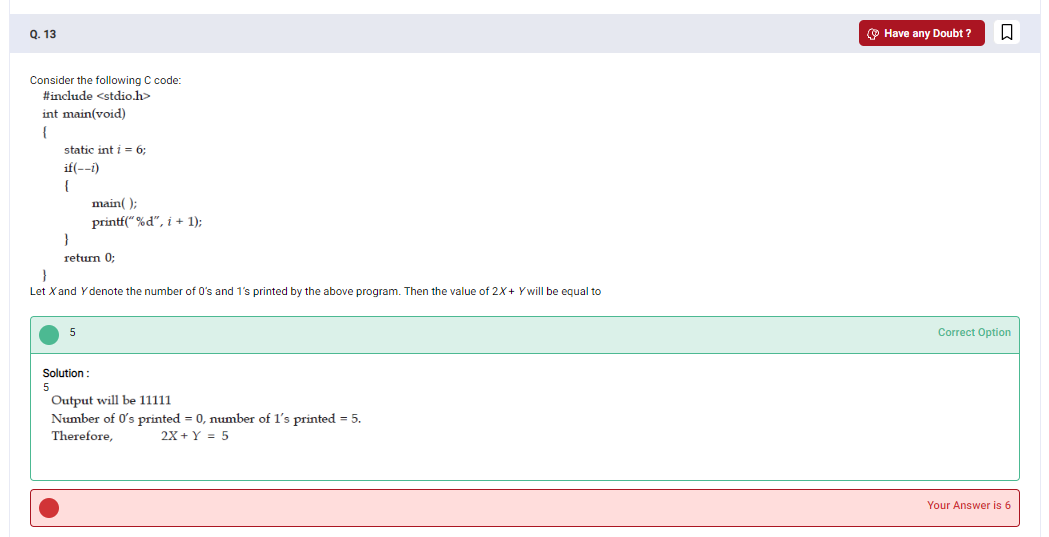 Q. 13
Have any Doubt ?
Consider the following C code:
#include <stdio.h>
int main(void)
{
static int i = 6;
if(--i)
{
main( );
printf("%d", i + 1);
}
return 0;
}
Let X and Y denote the number of 0's and 1's printed by the above program. Then the value of 2X + Y will be equal to
5
Correct Option
Solution :
5
Output will be 11111
Number of 0's printed = 0, number of 1's printed = 5.
Therefore, 2X + Y = 5
Your Answer is 6